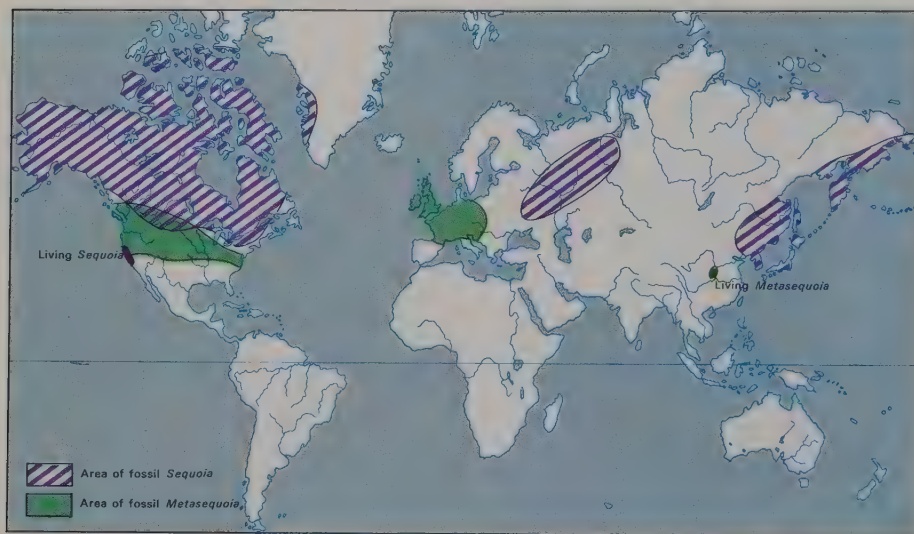 Living Sequoia
Living Metasequoia
Area of fossil Sequoia
Area of fossil Metasequoia